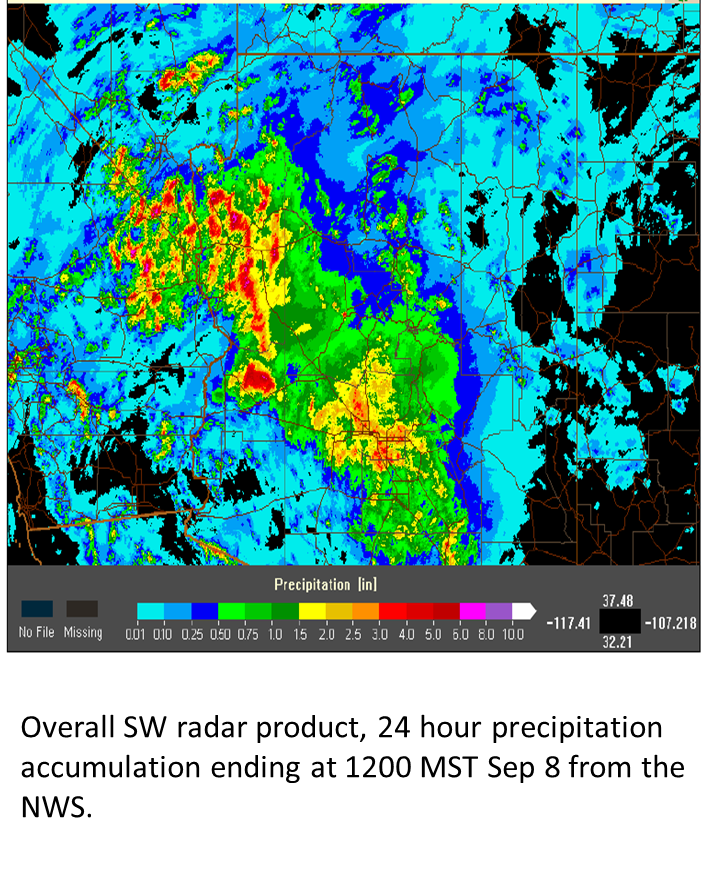 Precipitation [in]
No File Missing
0.01 0.10 0.25 0.50 0.75 1.0 1.5 2.0 2.5 3.0 4.0 5.0 6.0 8.0 10.0
37.48
-117.41 -107.218
32.21
Overall SW radar product, 24 hour precipitation
accumulation ending at 1200 MST Sep 8 from the
NWS.